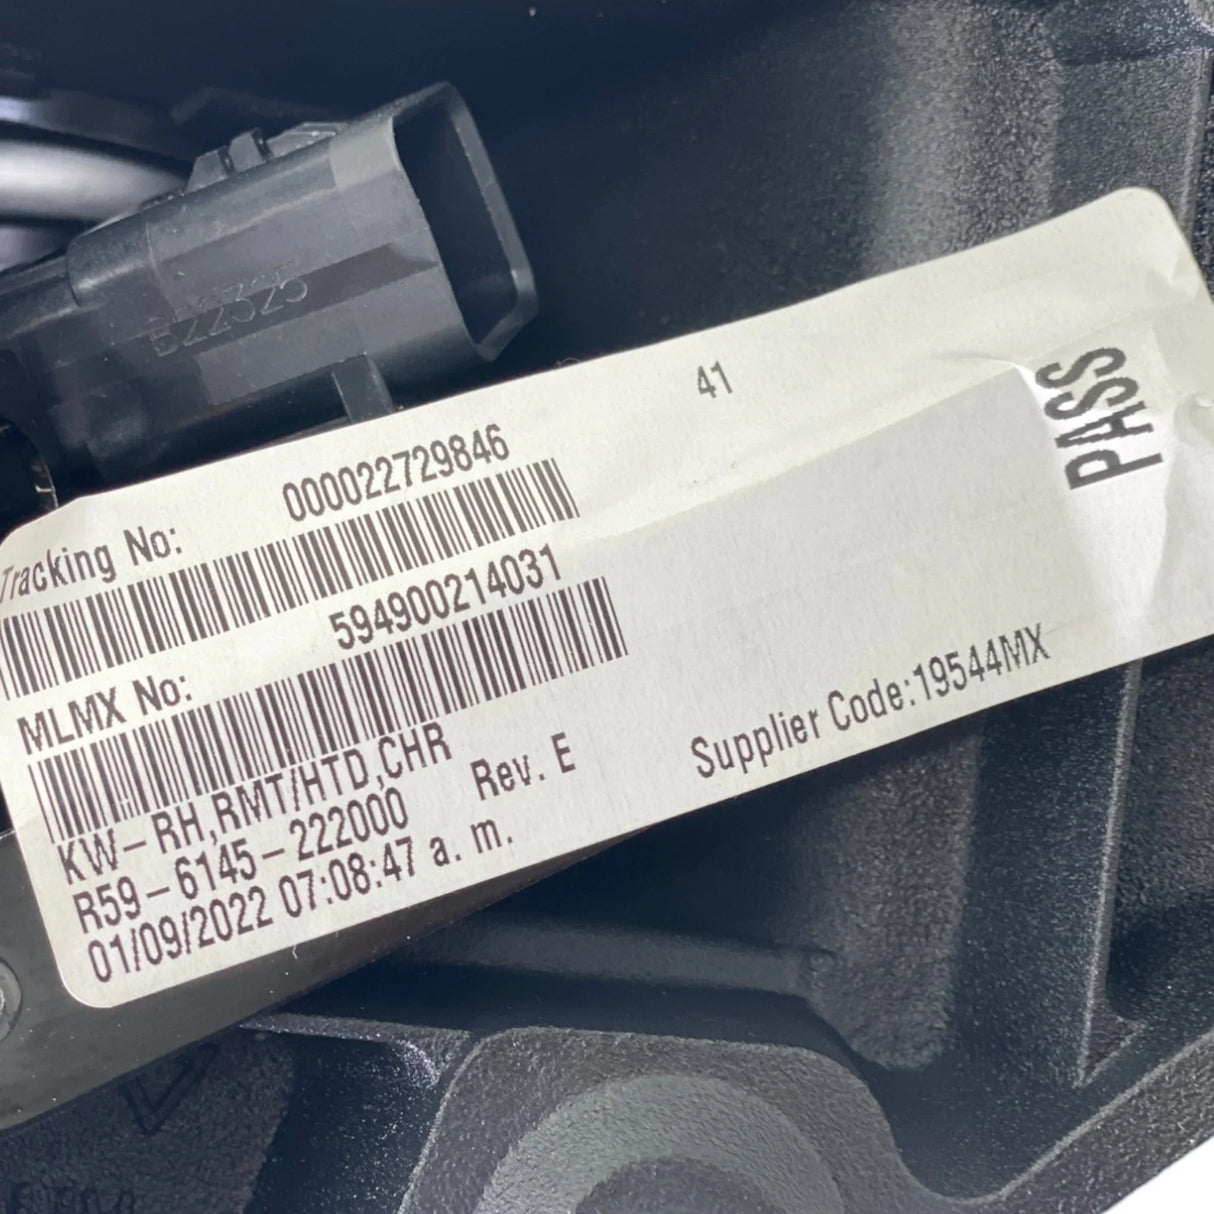 41
PASS
Tracking No:
000022729846
MLMX No:
594900214031
KW-RH,RMT/HTD,CHR
R59-6145-222000 Rev. E
01/09/2022 07:08:47 a. m.
Supplier Code:19544MX